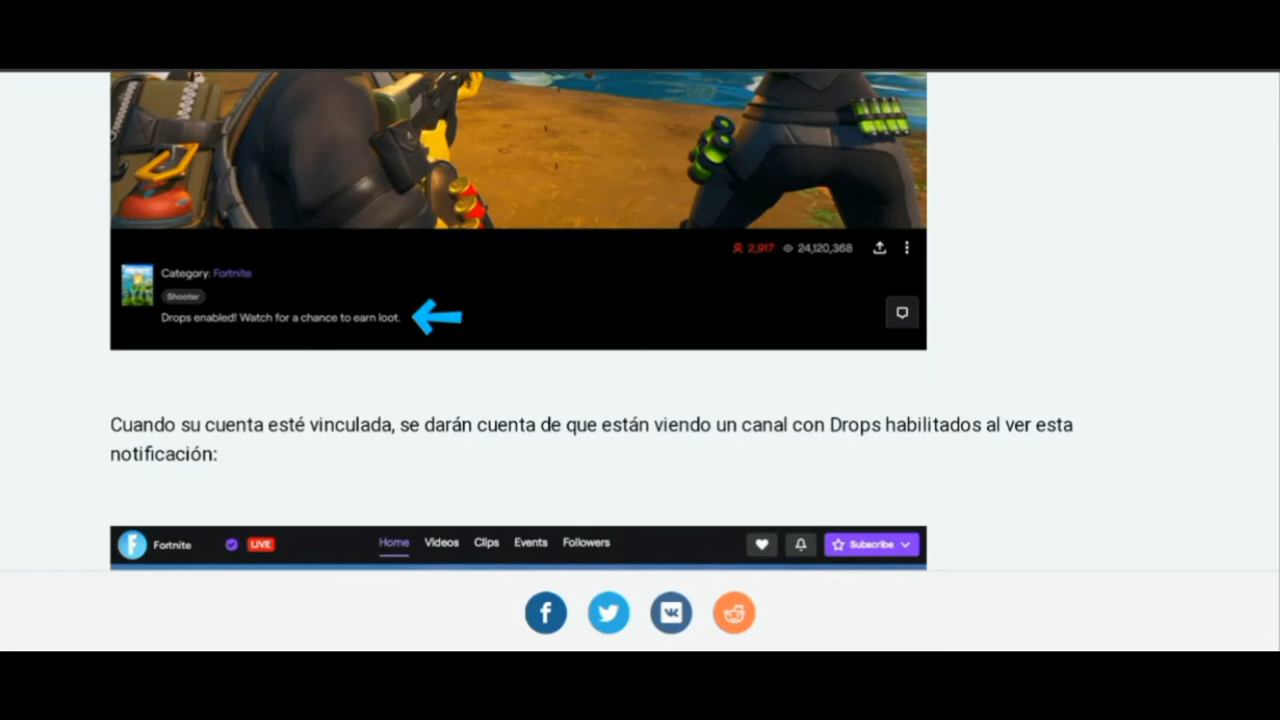 2,917 24,120,368
Category: Fortnite
Shooter
Drops enabled! Watch for a chance to earn loot.
Cuando su cuenta esté vinculada, se darán cuenta de que están viendo un canal con Drops habilitados al ver esta
notificación:
Fortnite LIVE Home Videos Clips Events Followers Subscribe